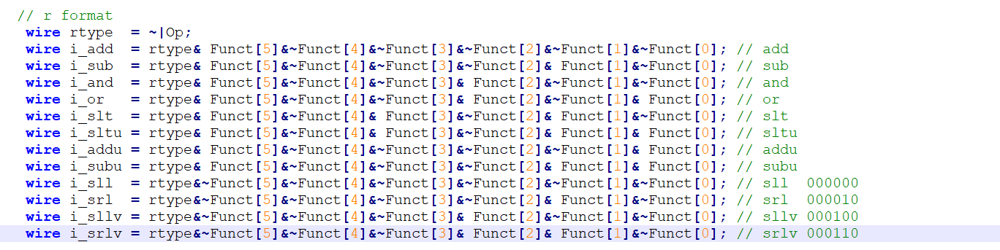 // r format
wire rtype  = ~|Op;
wire i_add  = rtype& Funct[5]&~Funct[4]&~Funct[3]&~Funct[2]&~Funct[1]&~Funct[0]; // add
wire i_sub  = rtype& Funct[5]&~Funct[4]&~Funct[3]&~Funct[2]& Funct[1]&~Funct[0]; // sub
wire i_and  = rtype& Funct[5]&~Funct[4]&~Funct[3]& Funct[2]&~Funct[1]&~Funct[0]; // and
wire i_or   = rtype& Funct[5]&~Funct[4]&~Funct[3]& Funct[2]&~Funct[1]& Funct[0]; // or
wire i_slt  = rtype& Funct[5]&~Funct[4]& Funct[3]&~Funct[2]& Funct[1]&~Funct[0]; // slt
wire i_sltu = rtype& Funct[5]&~Funct[4]& Funct[3]&~Funct[2]& Funct[1]& Funct[0]; // sltu
wire i_addu = rtype& Funct[5]&~Funct[4]&~Funct[3]&~Funct[2]&~Funct[1]& Funct[0]; // addu
wire i_subu = rtype& Funct[5]&~Funct[4]&~Funct[3]&~Funct[2]& Funct[1]& Funct[0]; // subu
wire i_sll  = rtype&~Funct[5]&~Funct[4]&~Funct[3]&~Funct[2]&~Funct[1]&~Funct[0]; // sll  000000
wire i_srl  = rtype&~Funct[5]&~Funct[4]&~Funct[3]&~Funct[2]& Funct[1]&~Funct[0]; // srl  000010
wire i_sllv = rtype&~Funct[5]&~Funct[4]&~Funct[3]& Funct[2]&~Funct[1]&~Funct[0]; // sllv 000100
wire i_srlv = rtype&~Funct[5]&~Funct[4]&~Funct[3]& Funct[2]& Funct[1]&~Funct[0]; // srlv 000110